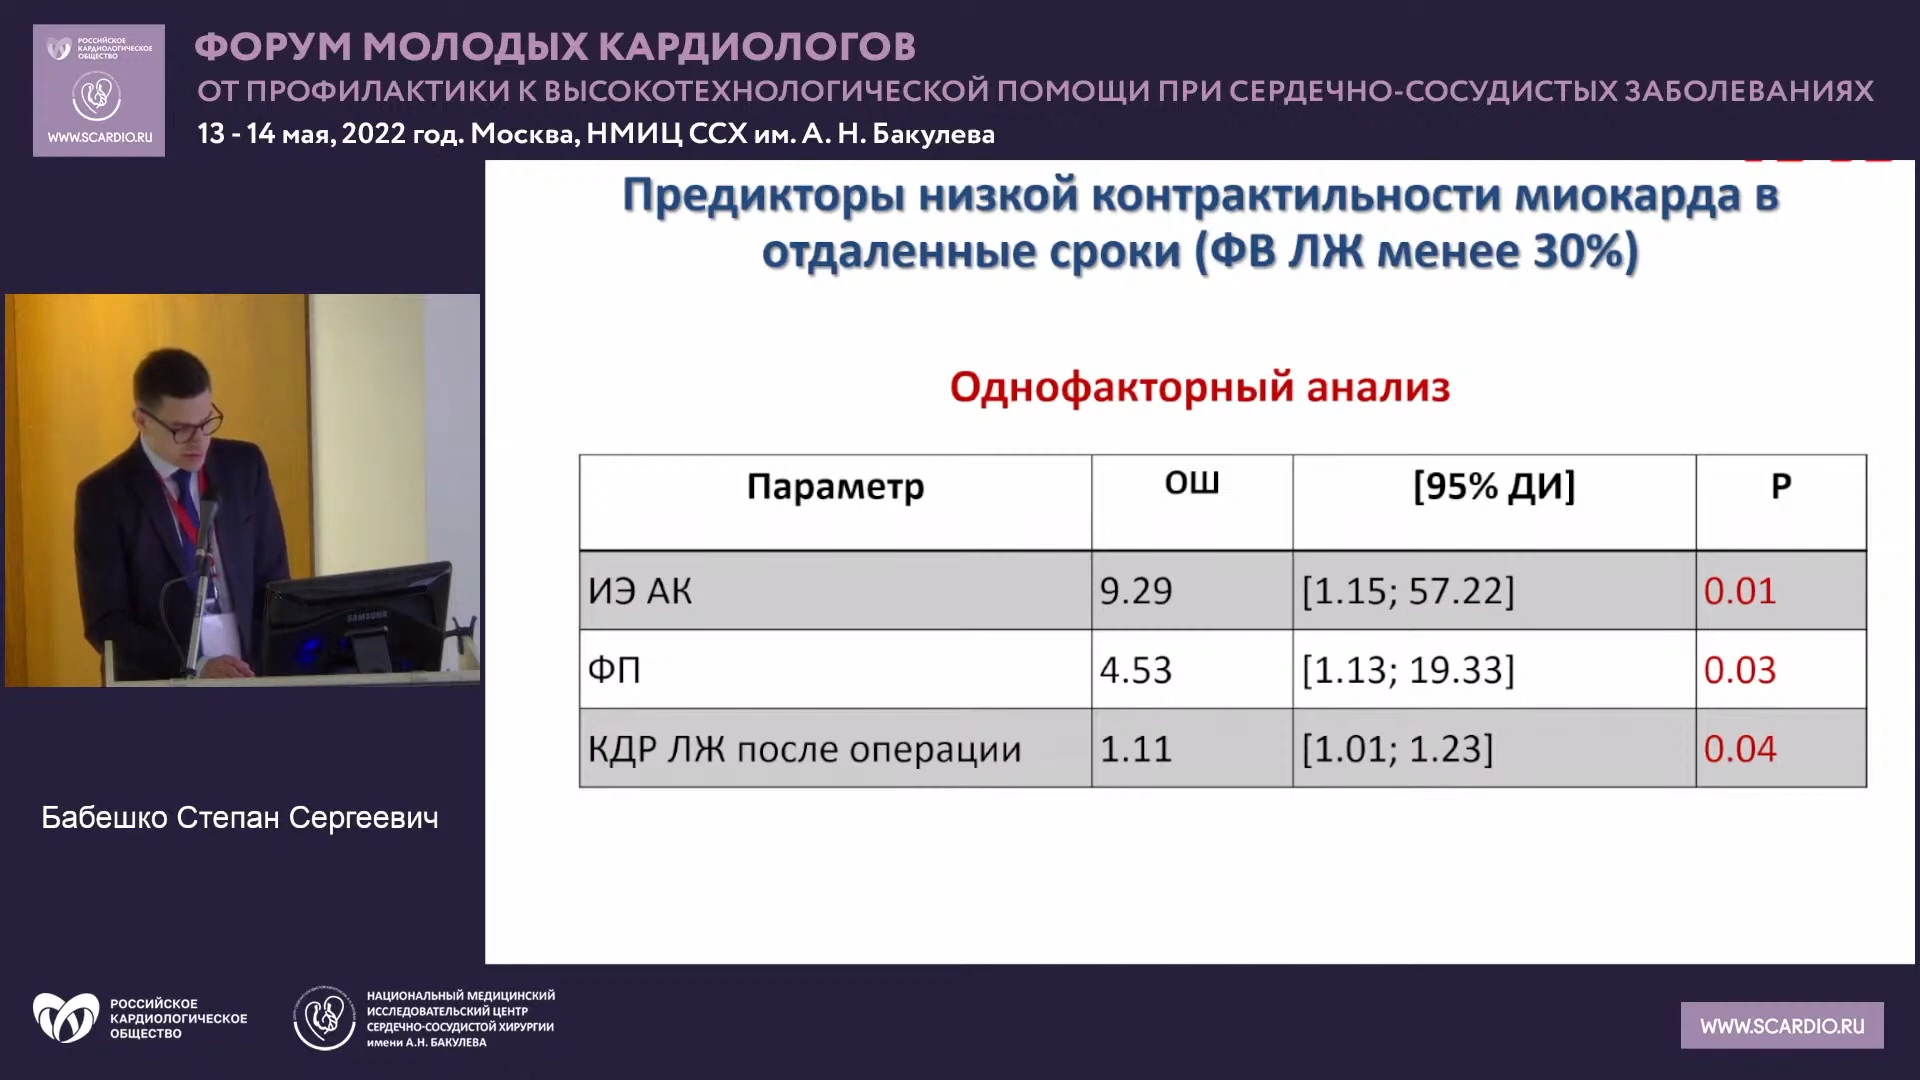 РОССИЙСКОЕ
КАРДИОЛОГИЧЕСКОЕ
ОБЩЕСТВО
WWW.SCARDIO.RU
ФОРУМ МОЛОДЫХ КАРДИОЛОГОВ
ОТ ПРОФИЛАКТИКИ К ВЫСОКОТЕХНОЛОГИЧЕСКОЙ ПОМОЩИ ПРИ СЕРДЕЧНО-СОСУДИСТЫХ ЗАБОЛЕВАНИЯХ
13 - 14 мая, 2022 год. Москва, НМИЦ ССХ им. А. Н. Бакулева
Предикторы низкой контрактильности миокарда в
отдаленные сроки (ФВ ЛЖ менее 30%)
Однофакторный анализ
Параметр ОШ [95% ДИ] P
ИЭ АК 9.29 [1.15; 57.22] 0.01
ФП 4.53 [1.13; 19.33] 0.03
КДР ЛЖ после операции 1.11 [1.01; 1.23] 0.04
SAMSUNG
Бабешко Степан Сергеевич
РОССИЙСКОЕ
КАРДИОЛОГИЧЕСКОЕ
ОБЩЕСТВО
НАЦИОНАЛЬНЫЙ МЕДИЦИНСКИЙ
ИССЛЕДОВАТЕЛЬСКИЙ ЦЕНТР
СЕРДЕЧНО-СОСУДИСТОЙ ХИРУРГИИ
имени А.Н. БАКУЛЕВА
WWW.SCARDIO.RU